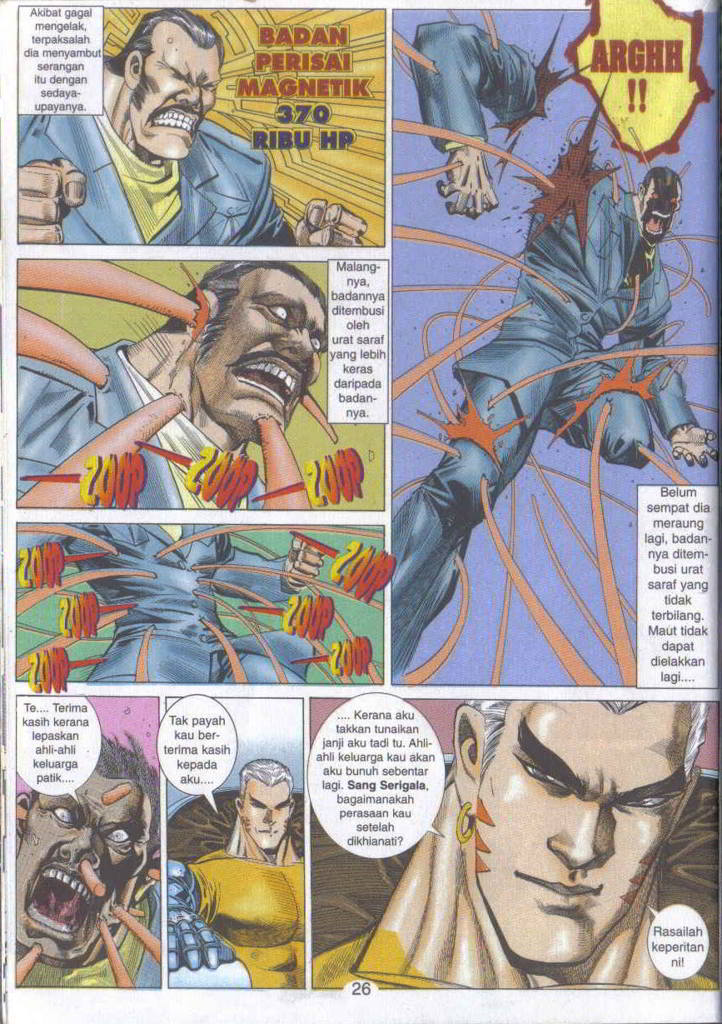 Akibat gagal
mengelak,
terpaksalah
dia menyambut
serangan
itu dengan
sedaya-
upayanya.
BADAN
PERISAI
MAGNETIK
370
RIBU HP
ARGHH
!!
Malang-
nya,
badannya
ditembusi
oleh
urat saraf
yang lebih
keras
daripada
badan-
nya.
ZOOP
ZOOP
ZOOP
ZOOP
ZOOP
ZOOP
ZOOP
ZOOP
ZOOP
Belum
sempat dia
meraung
lagi, badan-
nya ditem-
busi urat
saraf yang
tidak
terbilang.
Maut tidak
dapat
dielakkan
lagi....
Te.... Terima
kasih kerana
lepaskan
ahli-ahli
keluarga
patik....
Tak payah
kau ber-
terima kasih
kepada
aku....
.... Kerana aku
takkan tunaikan
janji aku tadi tu. Ahli-
ahli keluarga kau akan
aku bunuh sebentar
lagi. Sang Serigala,
bagaimanakah
perasaan kau
setelah
dikhianati?
Rasailah
keperitan
ni!
26